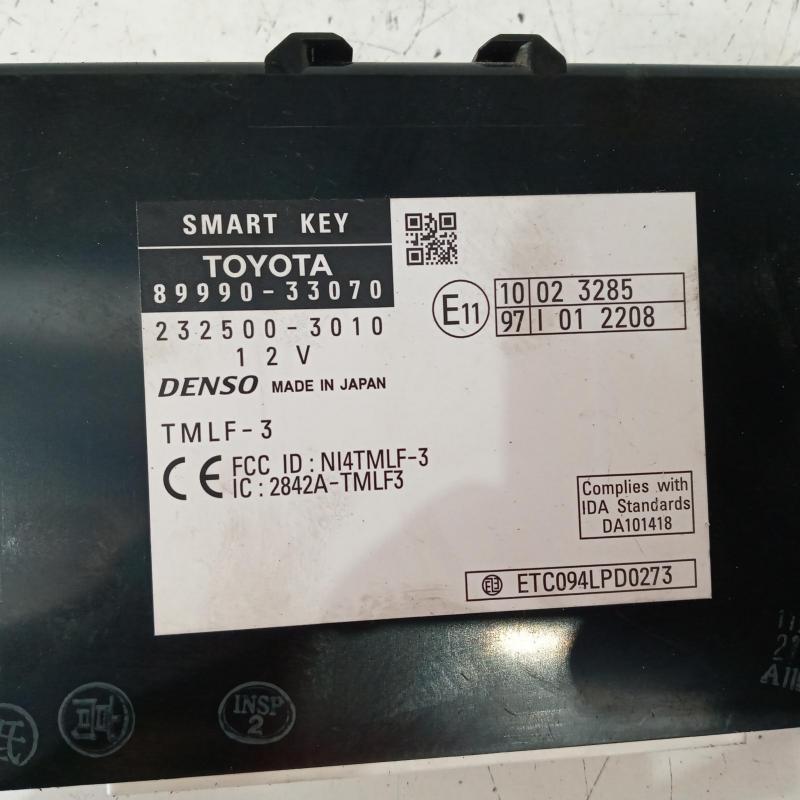 SMART KEY
TOYOTA
89990-33070
232500-3010
12V
DENSO MADE IN JAPAN
TMLF-3
CE FCC ID : NI4TMLF-3
IC : 2842A-TMLF3
E11
10 02 3285
97 I 01 2208
Complies with
IDA Standards
DA101418
ETC094LPD0273
INSP
2